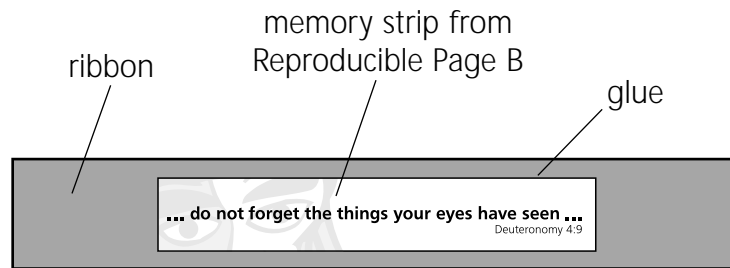 memory strip from
Reproducible Page B
ribbon
glue
... do not forget the things your eyes have seen ...
Deuteronomy 4:9